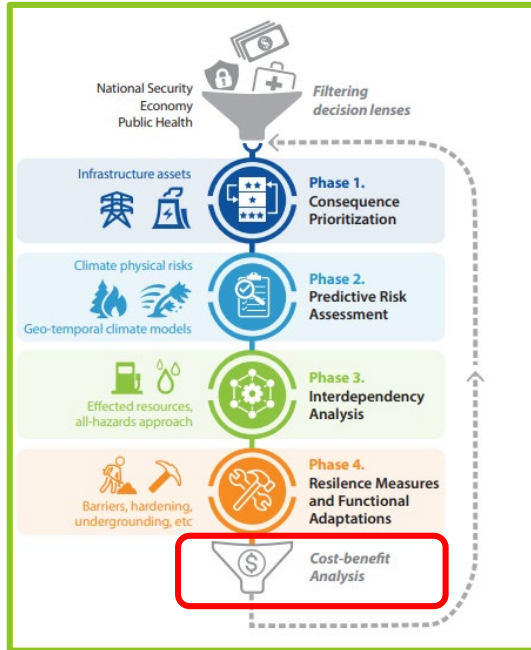 National Security
Economy
Public Health
Filtering
decision lenses
Infrastructure assets
Phase 1.
Consequence
Prioritization
Climate physical risks
Geo-temporal climate models
Phase 2.
Predictive Risk
Assessment
Effected resources,
all-hazards approach
Phase 3.
Interdependency
Analysis
Barriers, hardening,
undergrounding, etc
Phase 4.
Resilence Measures
and Functional
Adaptations
$
Cost-benefit
Analysis